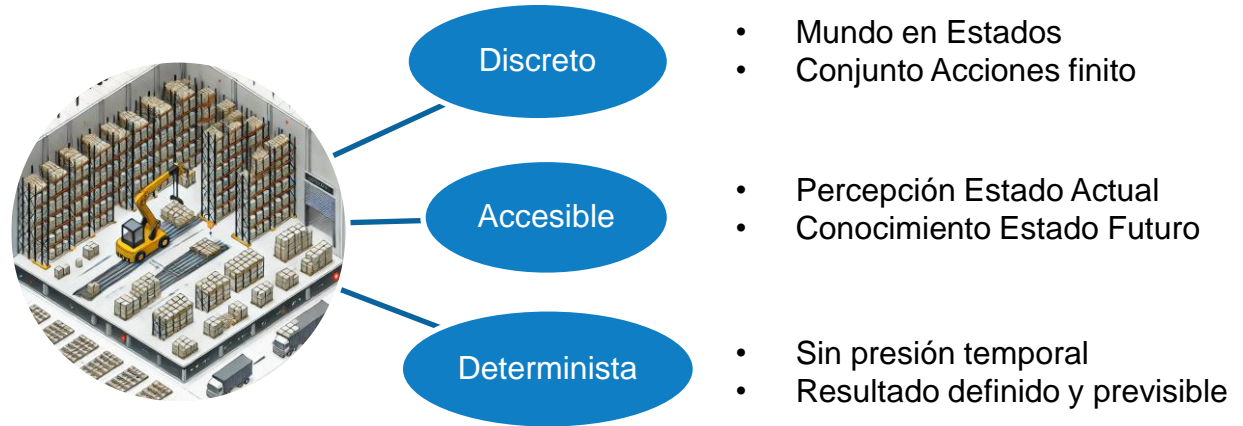 Discreto
• Mundo en Estados
• Conjunto Acciones finito
Accesible
• Percepción Estado Actual
• Conocimiento Estado Futuro
Determinista
• Sin presión temporal
• Resultado definido y previsible